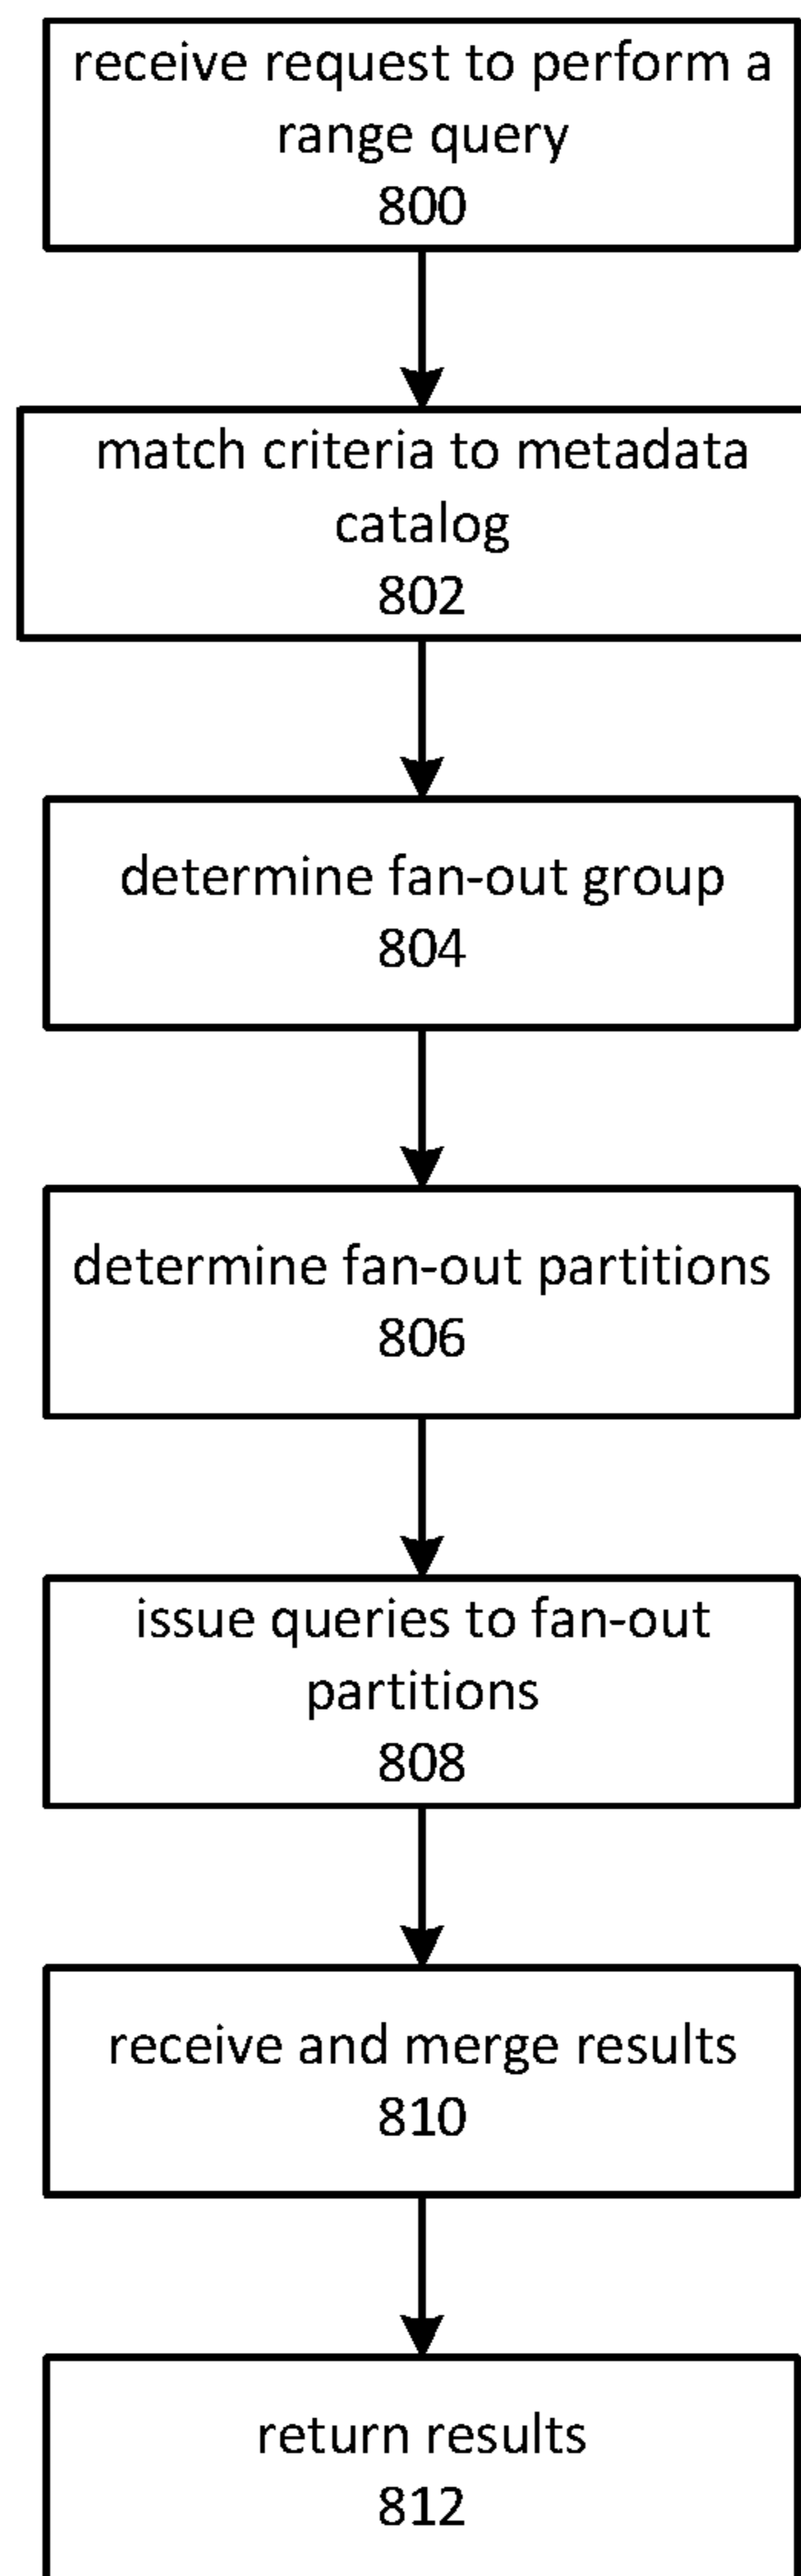 receive request to perform a
range query
800
match criteria to metadata
catalog
802
determine fan-out group
804
determine fan-out partitions
806
issue queries to fan-out
partitions
808
receive and merge results
810
return results
812